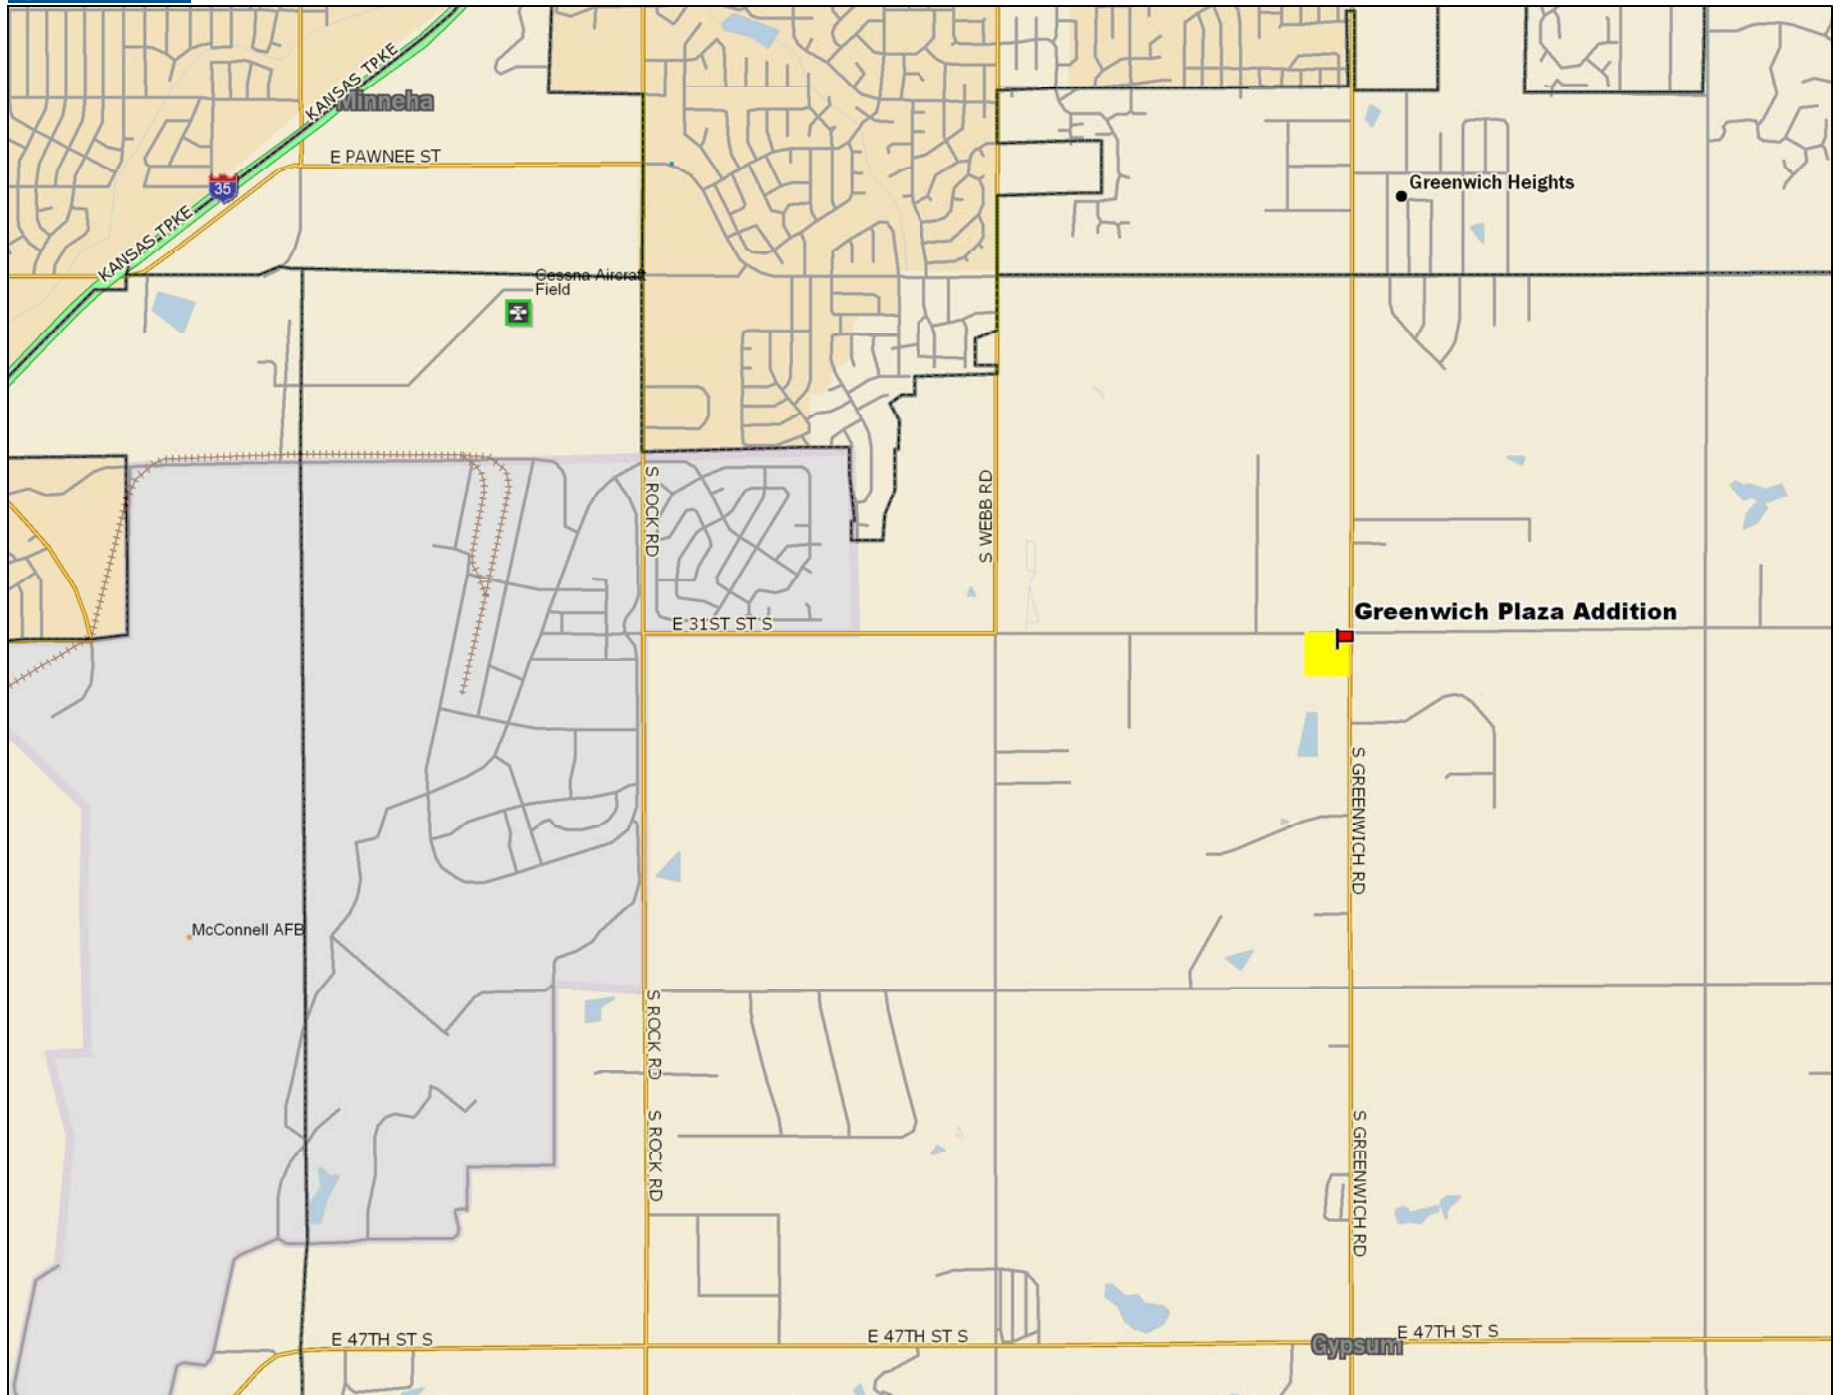 KANSAS TPKE
Minneha
E PAWNEE ST
35
Greenwich Heights
KANSAS TPKE
Cessna Aircraft
Field
S ROCK RD
S WEBB RD
Greenwich Plaza Addition
E 31ST ST S
S GREENWICH RD
McConnell AFB
S ROCK RD
S ROCK RD
S GREENWICH RD
E 47TH ST S
E 47TH ST S
E 47TH ST S
Gypsum